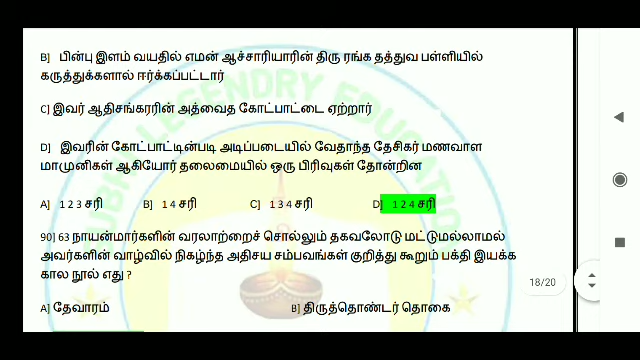 B] பின்பு இளம் வயதில் எமன் ஆச்சாரியாரின் திரு ரங்க தத்துவ பள்ளியில்
கருத்துக்களால் ஈர்க்கப்பட்டார்
C] இவர் ஆதிசங்கரரின் அத்வைத கோட்பாட்டை ஏற்றார்
D] இவரின் கோட்பாட்டின்படி அடிப்படையில் வேதாந்த தேசிகர் மணவாள
மாமுனிகள் ஆகியோர் தலைமையில் ஒரு பிரிவுகள் தோன்றின
A] 1 2 3 சரி B] 1 4 சரி C] 1 3 4 சரி D] 1 2 4 சரி
90] 63 நாயன்மார்களின் வரலாற்றைச் சொல்லும் தகவலோடு மட்டுமல்லாமல்
அவர்களின் வாழ்வில் நிகழ்ந்த அதிசய சம்பவங்கள் குறித்து கூறும் பக்தி இயக்க
கால நூல் எது ?
18/20
A] தேவாரம் B] திருத்தொண்டர் தொகை